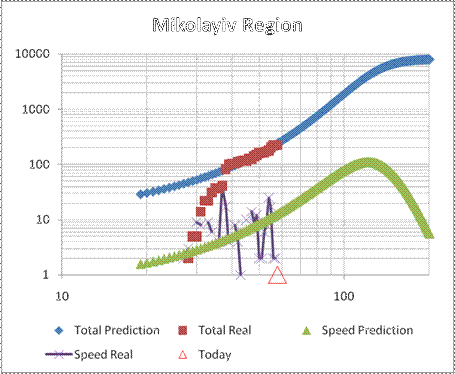 Mikolayiv Region
10000
1000
100
10
1
10 100
Total Prediction Total Real Speed Prediction
Speed Real Today